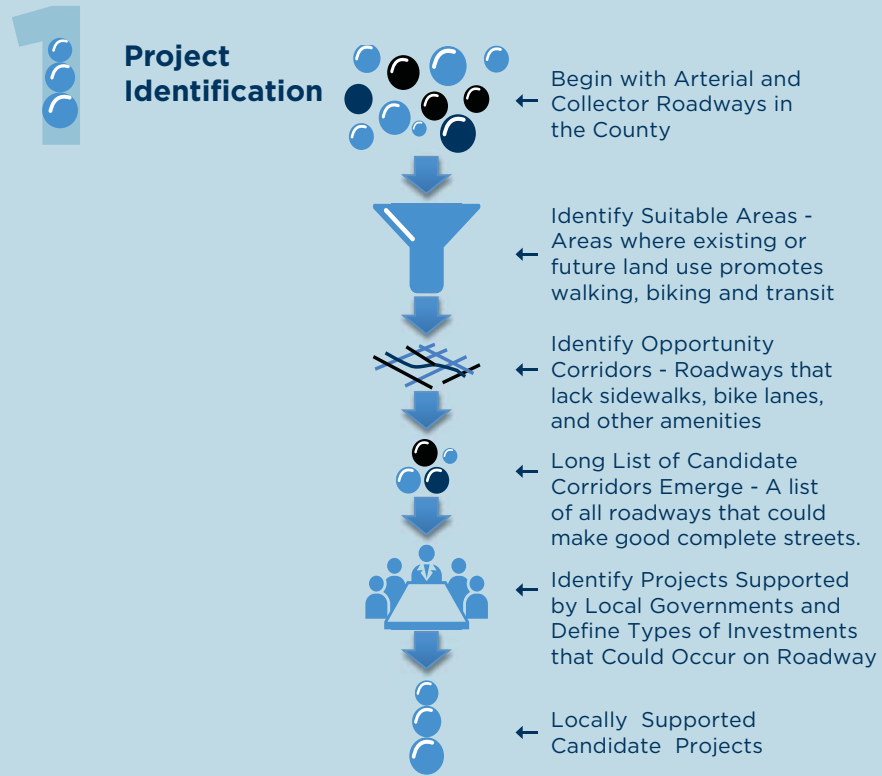 1
Project
Identification
Begin with Arterial and
Collector Roadways in
the County
Identify Suitable Areas -
Areas where existing or
future land use promotes
walking, biking and transit
Identify Opportunity
Corridors - Roadways that
lack sidewalks, bike lanes,
and other amenities
Long List of Candidate
Corridors Emerge - A list
of all roadways that could
make good complete streets.
Identify Projects Supported
by Local Governments and
Define Types of Investments
that Could Occur on Roadway
Locally Supported
Candidate Projects